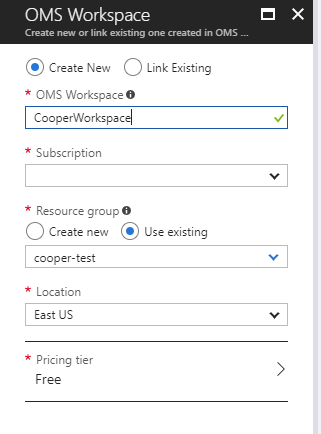 OMS Workspace
Create new or link existing one created in OMS ...
Create New Link Existing
* OMS Workspace
CooperWorkspace
* Subscription
* Resource group
Create new Use existing
cooper-test
* Location
East US
* Pricing tier
Free